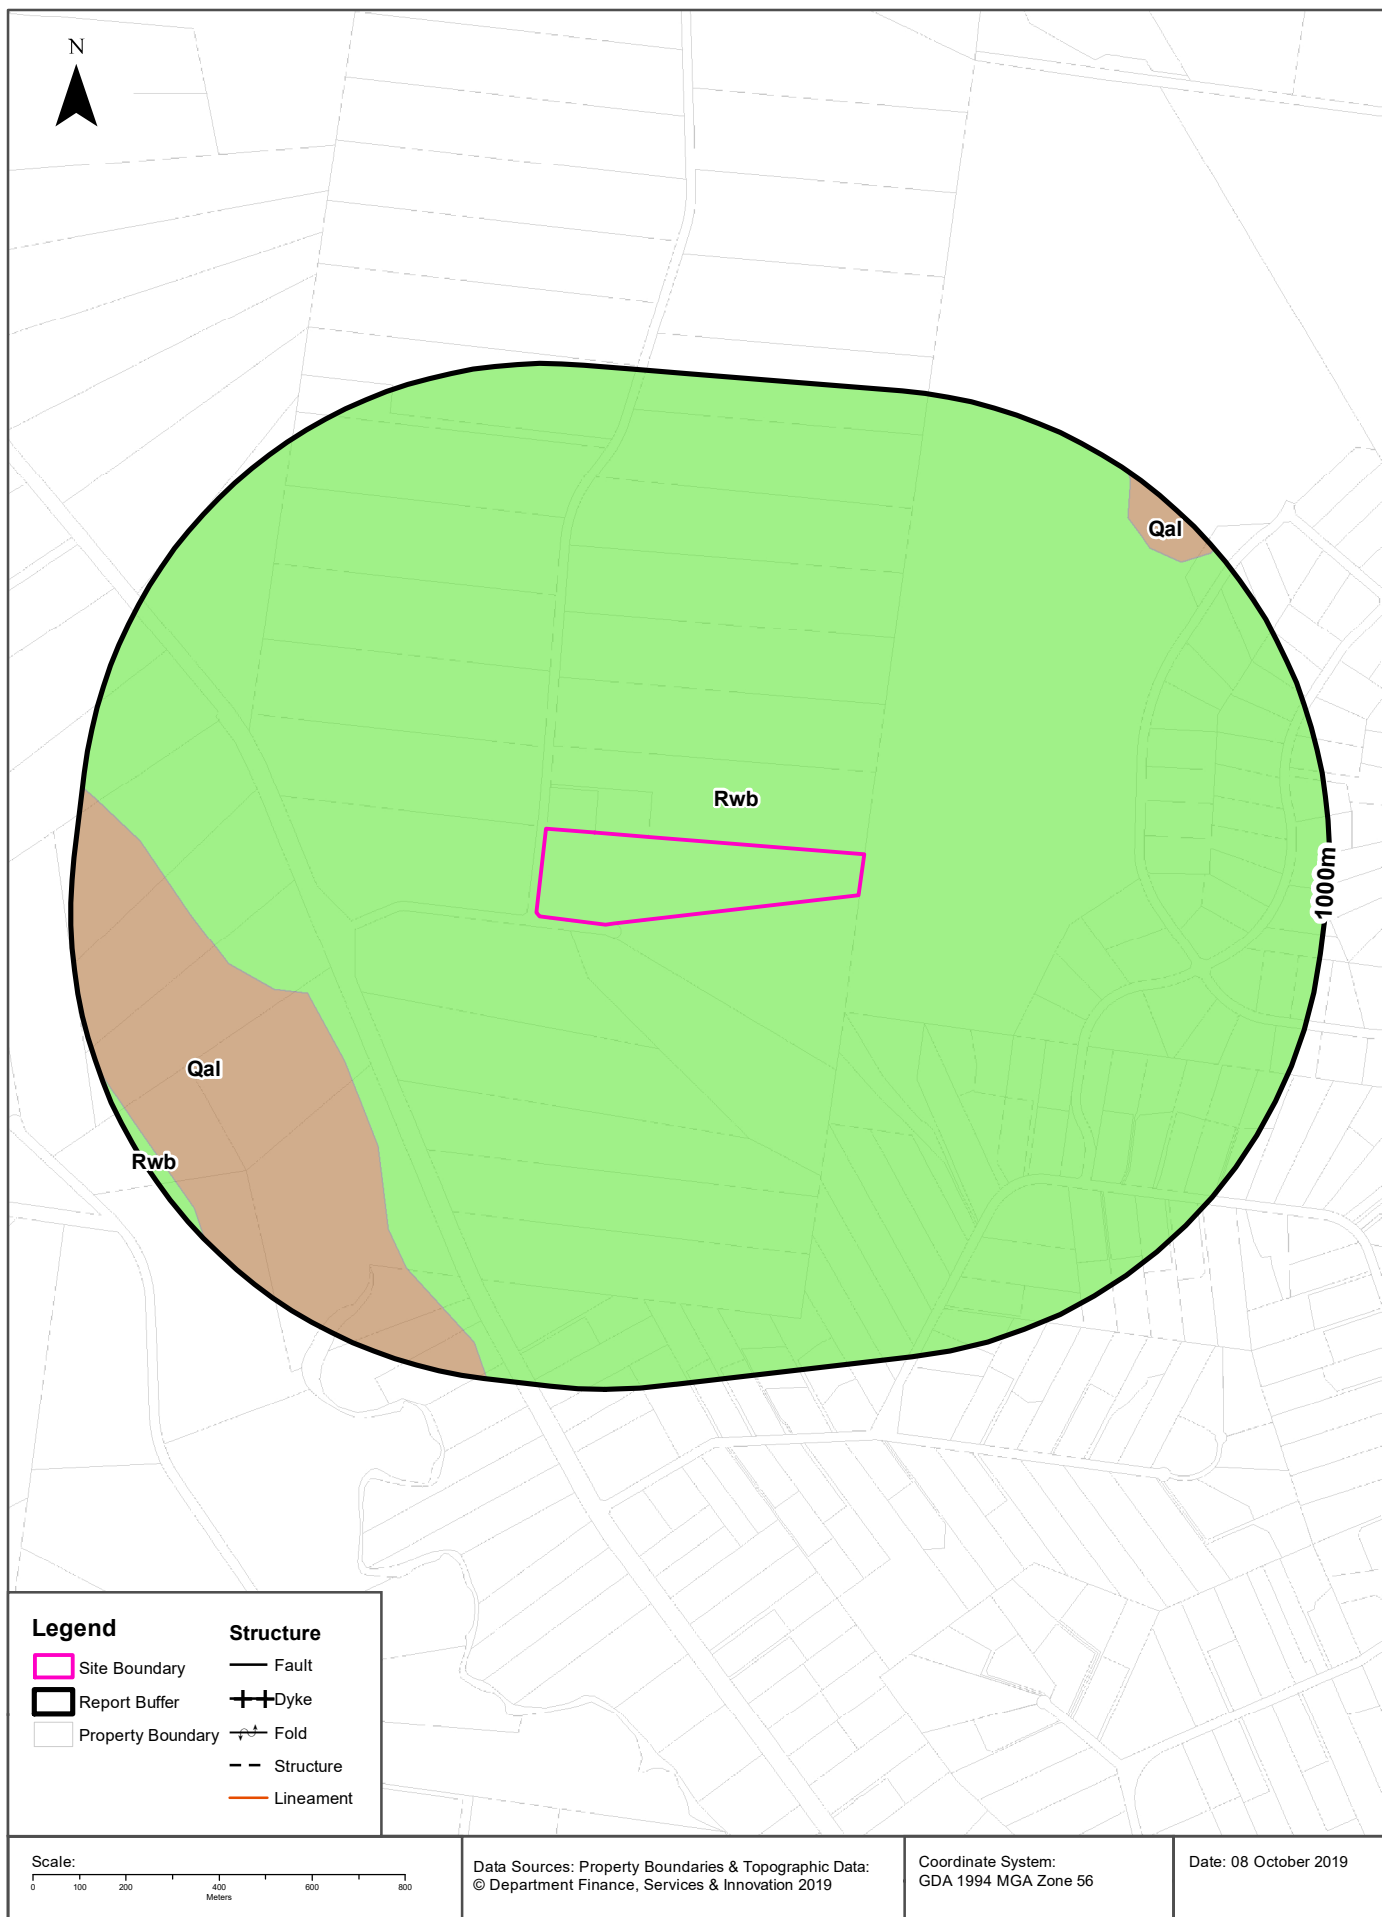 N
Qal
Rwb
1000m
Qal
Rwb
Legend
Site Boundary
Report Buffer
Property Boundary
Structure
Fault
Dyke
Fold
Structure
Lineament
Scale:
0 100 200 400 600 800
Meters
Data Sources: Property Boundaries & Topographic Data:
© Department Finance, Services & Innovation 2019
Coordinate System:
GDA 1994 MGA Zone 56
Date: 08 October 2019